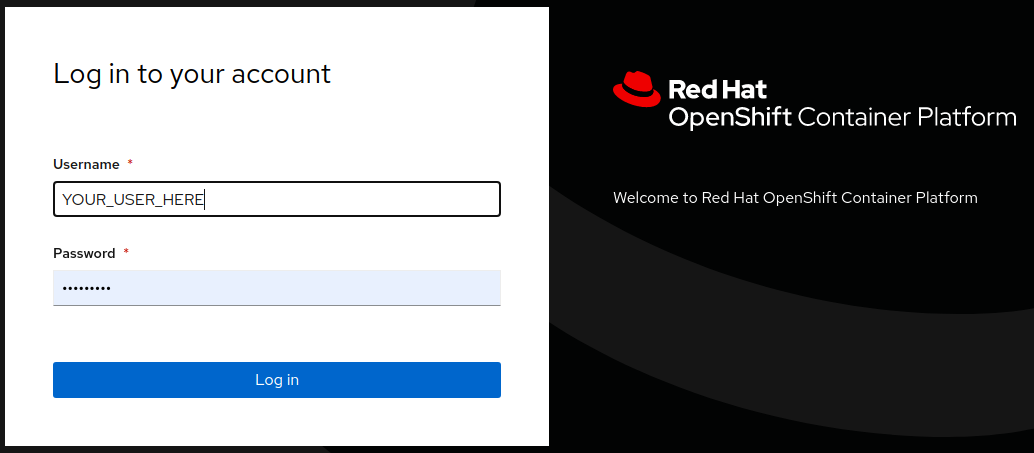 Log in to your account
Username *
YOUR_USER_HERE
Password *
•••••••••
Log in
Red Hat
OpenShift Container Platform
Welcome to Red Hat OpenShift Container Platform